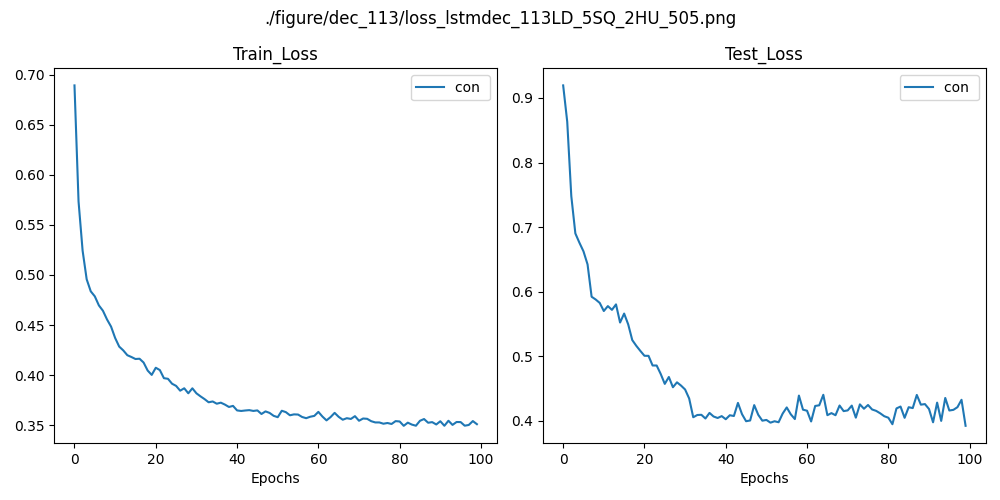 ./figure/dec_113/loss_lstmdec_113LD_5SQ_2HU_505.png
Train_Loss
con
0.70
0.65
0.60
0.55
0.50
0.45
0.40
0.35
0 20 40 60 80 100
Epochs
Test_Loss
con
0.9
0.8
0.7
0.6
0.5
0.4
0 20 40 60 80 100
Epochs